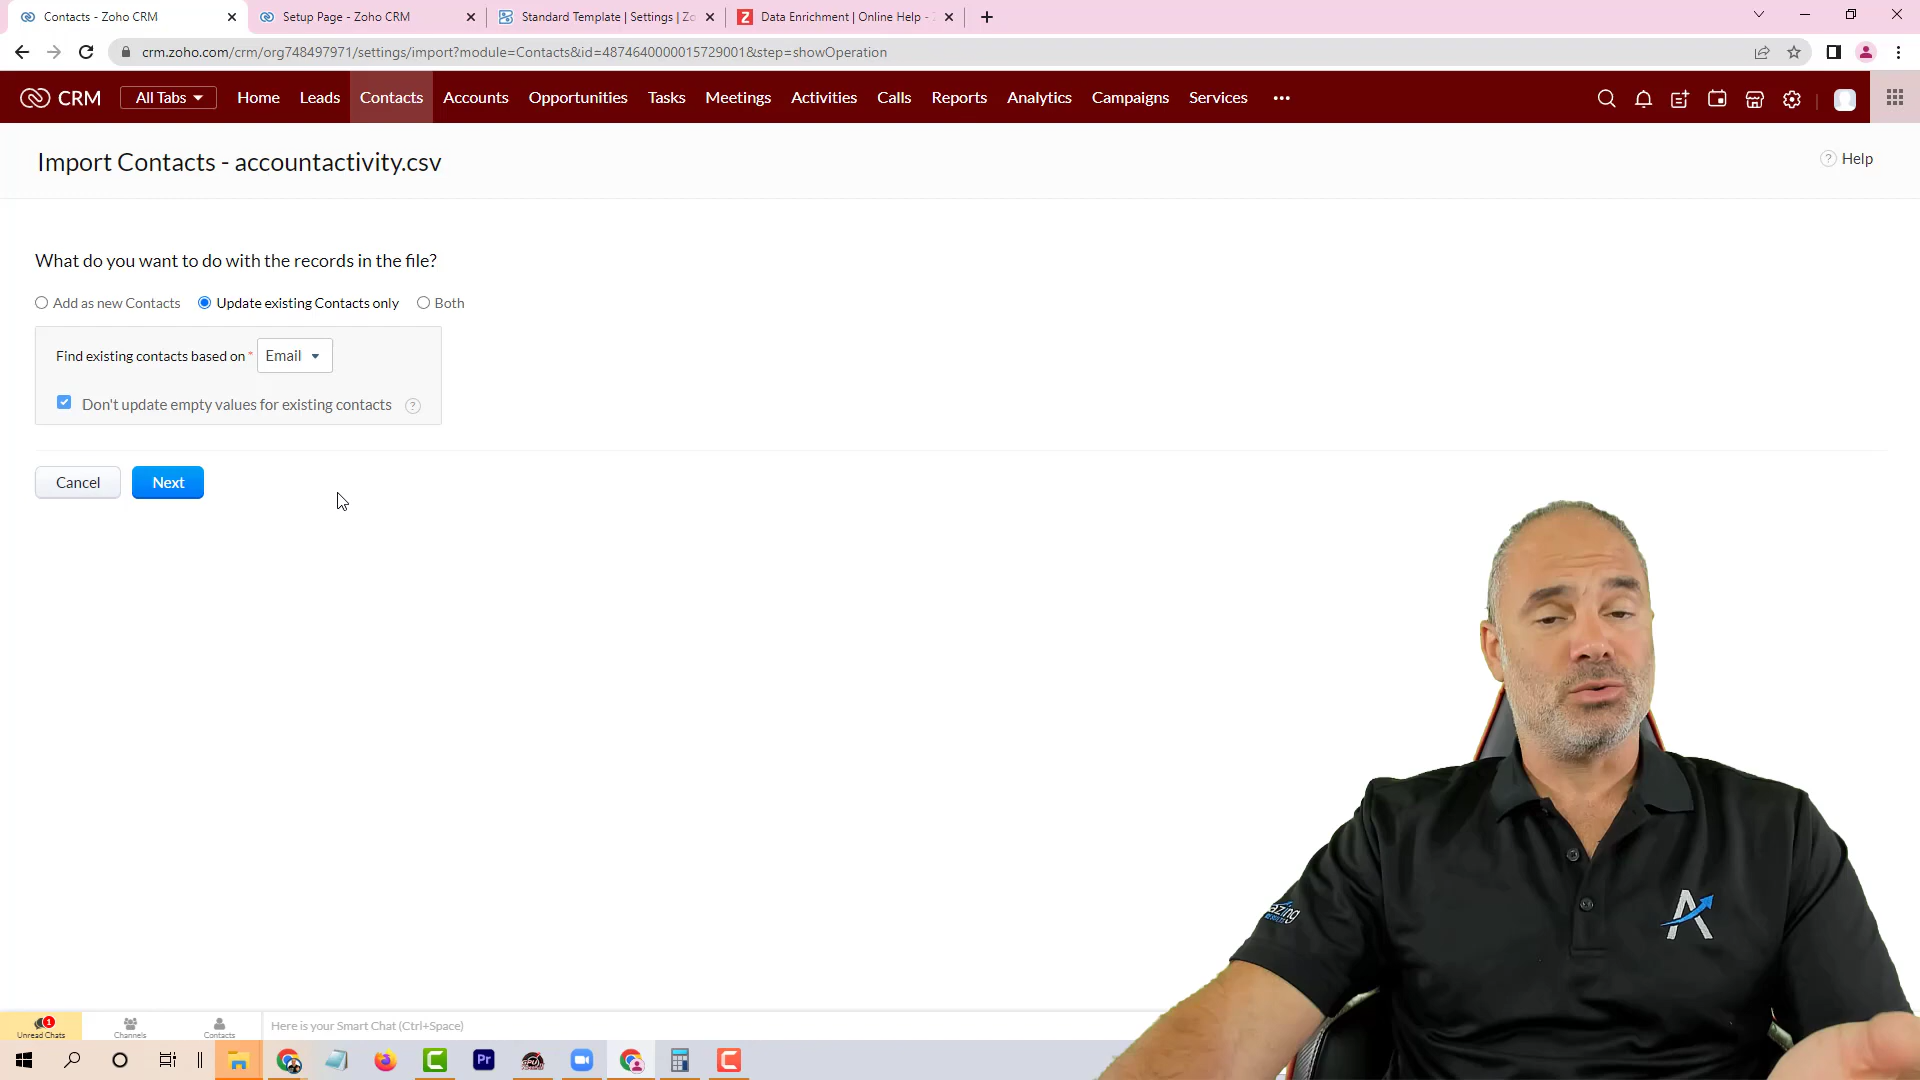 Contacts - Zoho CRM
Setup Page - Zoho CRM
Standard Template | Settings | Zo
Data Enrichment | Online Help -
crm.zoho.com/crm/org748497971/settings/import?module=Contacts&id=4874640000015729001&step=showOperation
CRM
All Tabs
Home
Leads
Contacts
Accounts
Opportunities
Tasks
Meetings
Activities
Calls
Reports
Analytics
Campaigns
Services
Import Contacts - accountactivity.csv
? Help
What do you want to do with the records in the file?
Add as new Contacts
Update existing Contacts only
Both
Find existing contacts based on * Email
Don't update empty values for existing contacts ?
Cancel
Next
azing
A
1
Unread Chats
Channels
Contacts
Here is your Smart Chat (Ctrl+Space)
Z
Pr
C
C